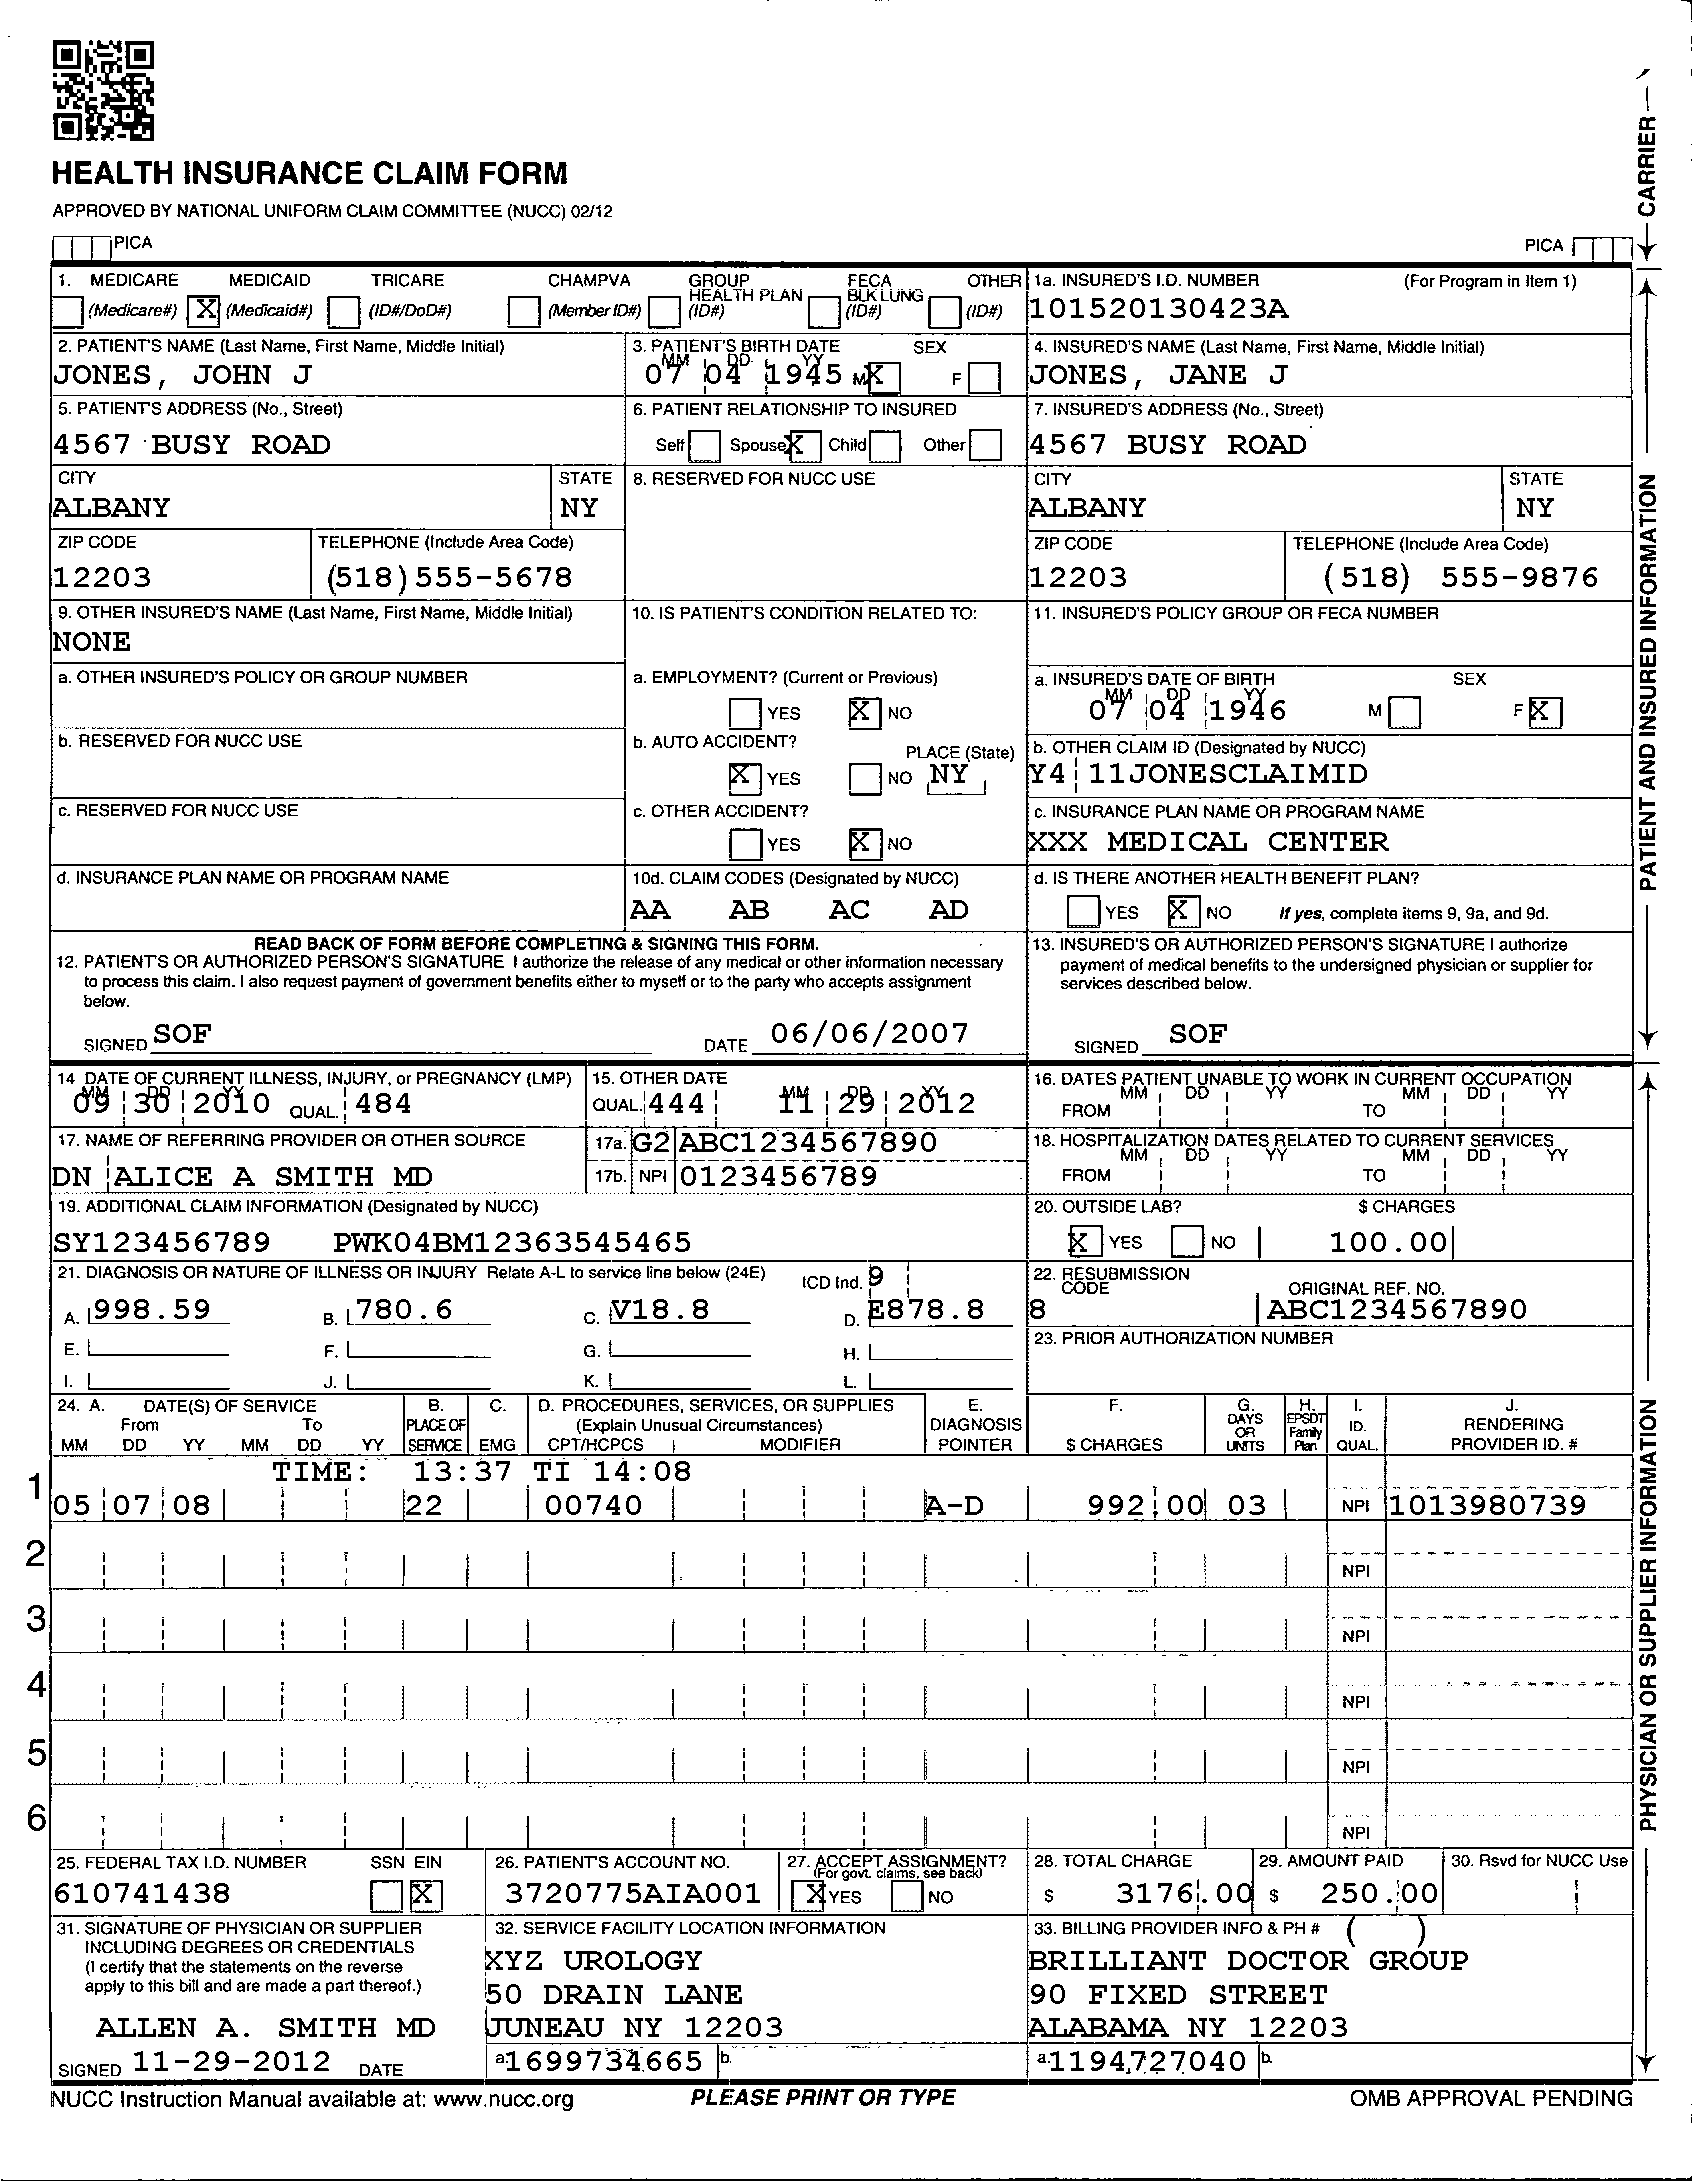 HEALTH INSURANCE CLAIM FORM
APPROVED BY NATIONAL UNIFORM CLAIM COMMITTEE (NUCC) 02/12
PICA
PICA
CARRIER
1. MEDICARE MEDICAID TRICARE CHAMPVA GROUP HEALTH PLAN FECA BLK LUNG OTHER
(Medicare#) X (Medicaid#) (ID#/DoD#) (Member ID#) (ID#) (ID#) (ID#)
1a. INSURED'S I.D. NUMBER (For Program in Item 1)
101520130423A
2. PATIENT'S NAME (Last Name, First Name, Middle Initial)
JONES, JOHN J
3. PATIENT'S BIRTH DATE SEX
MM DD YY
07 04 1945 M X F
4. INSURED'S NAME (Last Name, First Name, Middle Initial)
JONES, JANE J
5. PATIENT'S ADDRESS (No., Street)
4567 BUSY ROAD
6. PATIENT RELATIONSHIP TO INSURED
Self Spouse X Child Other
7. INSURED'S ADDRESS (No., Street)
4567 BUSY ROAD
CITY STATE
ALBANY NY
8. RESERVED FOR NUCC USE
CITY STATE
ALBANY NY
ZIP CODE TELEPHONE (Include Area Code)
12203 (518) 555-5678
ZIP CODE TELEPHONE (Include Area Code)
12203 (518) 555-9876
9. OTHER INSURED'S NAME (Last Name, First Name, Middle Initial)
NONE
10. IS PATIENT'S CONDITION RELATED TO:
11. INSURED'S POLICY GROUP OR FECA NUMBER
a. OTHER INSURED'S POLICY OR GROUP NUMBER
a. EMPLOYMENT? (Current or Previous)
YES X NO
a. INSURED'S DATE OF BIRTH SEX
MM DD YY
07 04 1946 M F X
b. RESERVED FOR NUCC USE
b. AUTO ACCIDENT? PLACE (State)
X YES NO NY
b. OTHER CLAIM ID (Designated by NUCC)
Y4 11JONESCLAIMID
c. RESERVED FOR NUCC USE
c. OTHER ACCIDENT?
YES X NO
c. INSURANCE PLAN NAME OR PROGRAM NAME
XXX MEDICAL CENTER
d. INSURANCE PLAN NAME OR PROGRAM NAME
10d. CLAIM CODES (Designated by NUCC)
AA AB AC AD
d. IS THERE ANOTHER HEALTH BENEFIT PLAN?
YES X NO If yes, complete items 9, 9a, and 9d.
READ BACK OF FORM BEFORE COMPLETING & SIGNING THIS FORM.
12. PATIENT'S OR AUTHORIZED PERSON'S SIGNATURE I authorize the release of any medical or other information necessary
to process this claim. I also request payment of government benefits either to myself or to the party who accepts assignment
below.
SIGNED SOF DATE 06/06/2007
13. INSURED'S OR AUTHORIZED PERSON'S SIGNATURE I authorize
payment of medical benefits to the undersigned physician or supplier for
services described below.
SIGNED SOF
PATIENT AND INSURED INFORMATION
14 DATE OF CURRENT ILLNESS, INJURY, or PREGNANCY (LMP)
MM DD YY
09 30 2010 QUAL. 484
15. OTHER DATE
MM DD YY
QUAL. 444 11 29 2012
16. DATES PATIENT UNABLE TO WORK IN CURRENT OCCUPATION
MM DD YY MM DD YY
FROM TO
17. NAME OF REFERRING PROVIDER OR OTHER SOURCE
DN ALICE A SMITH MD
17a. G2 ABC1234567890
17b. NPI 0123456789
18. HOSPITALIZATION DATES RELATED TO CURRENT SERVICES
MM DD YY MM DD YY
FROM TO
19. ADDITIONAL CLAIM INFORMATION (Designated by NUCC)
SY123456789 PWK04BM12363545465
20. OUTSIDE LAB? $ CHARGES
X YES NO 100.00
21. DIAGNOSIS OR NATURE OF ILLNESS OR INJURY Relate A-L to service line below (24E) ICD Ind. 9
A. 998.59 B. 780.6 C. V18.8 D. E878.8
E. F. G. H.
I. J. K. L.
22. RESUBMISSION CODE ORIGINAL REF. NO.
8 ABC1234567890
23. PRIOR AUTHORIZATION NUMBER
24. A. DATE(S) OF SERVICE B. C. D. PROCEDURES, SERVICES, OR SUPPLIES E. F. G. H. I. J.
From To PLACE OF (Explain Unusual Circumstances) DIAGNOSIS DAYS OR EPSDT Family ID. RENDERING
MM DD YY MM DD YY SERVICE EMG CPT/HCPCS MODIFIER POINTER $ CHARGES UNITS Plan QUAL. PROVIDER ID. #
TIME: 13:37 TI 14:08
1 05 07 08 22 00740 A-D 992 00 03 NPI 1013980739
2 NPI
3 NPI
4 NPI
5 NPI
6 NPI
25. FEDERAL TAX I.D. NUMBER SSN EIN
610741438 X
26. PATIENT'S ACCOUNT NO.
3720775AIA001
27. ACCEPT ASSIGNMENT?
(For govt. claims, see back)
X YES NO
28. TOTAL CHARGE
$ 3176.00
29. AMOUNT PAID
$ 250.00
30. Rsvd for NUCC Use
31. SIGNATURE OF PHYSICIAN OR SUPPLIER
INCLUDING DEGREES OR CREDENTIALS
(I certify that the statements on the reverse
apply to this bill and are made a part thereof.)
ALLEN A. SMITH MD
SIGNED 11-29-2012 DATE
32. SERVICE FACILITY LOCATION INFORMATION
XYZ UROLOGY
50 DRAIN LANE
JUNEAU NY 12203
a. 1699734665 b.
33. BILLING PROVIDER INFO & PH # ( )
BRILLIANT DOCTOR GROUP
90 FIXED STREET
ALABAMA NY 12203
a. 1194727040 b.
PHYSICIAN OR SUPPLIER INFORMATION
NUCC Instruction Manual available at: www.nucc.org
PLEASE PRINT OR TYPE
OMB APPROVAL PENDING